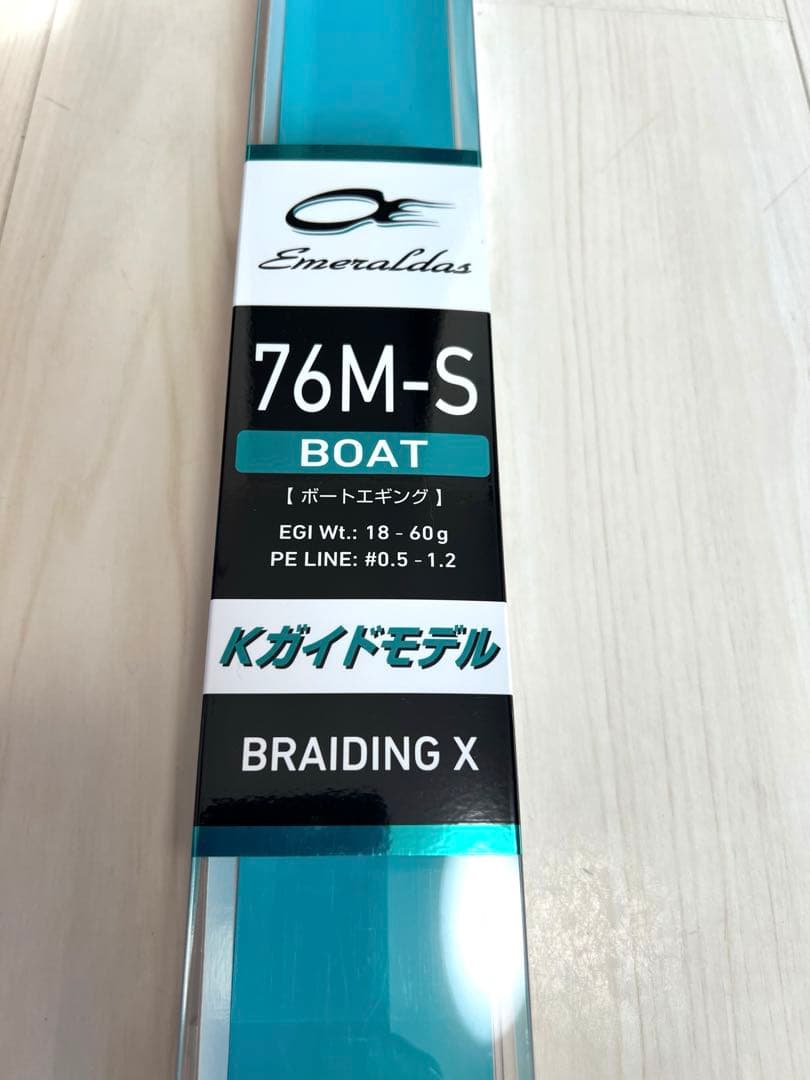 Emeraldas
76M-S
BOAT
【 ボートエギング 】
EGI Wt.: 18 - 60g
PE LINE: #0.5 - 1.2
Kガイドモデル
BRAIDING X